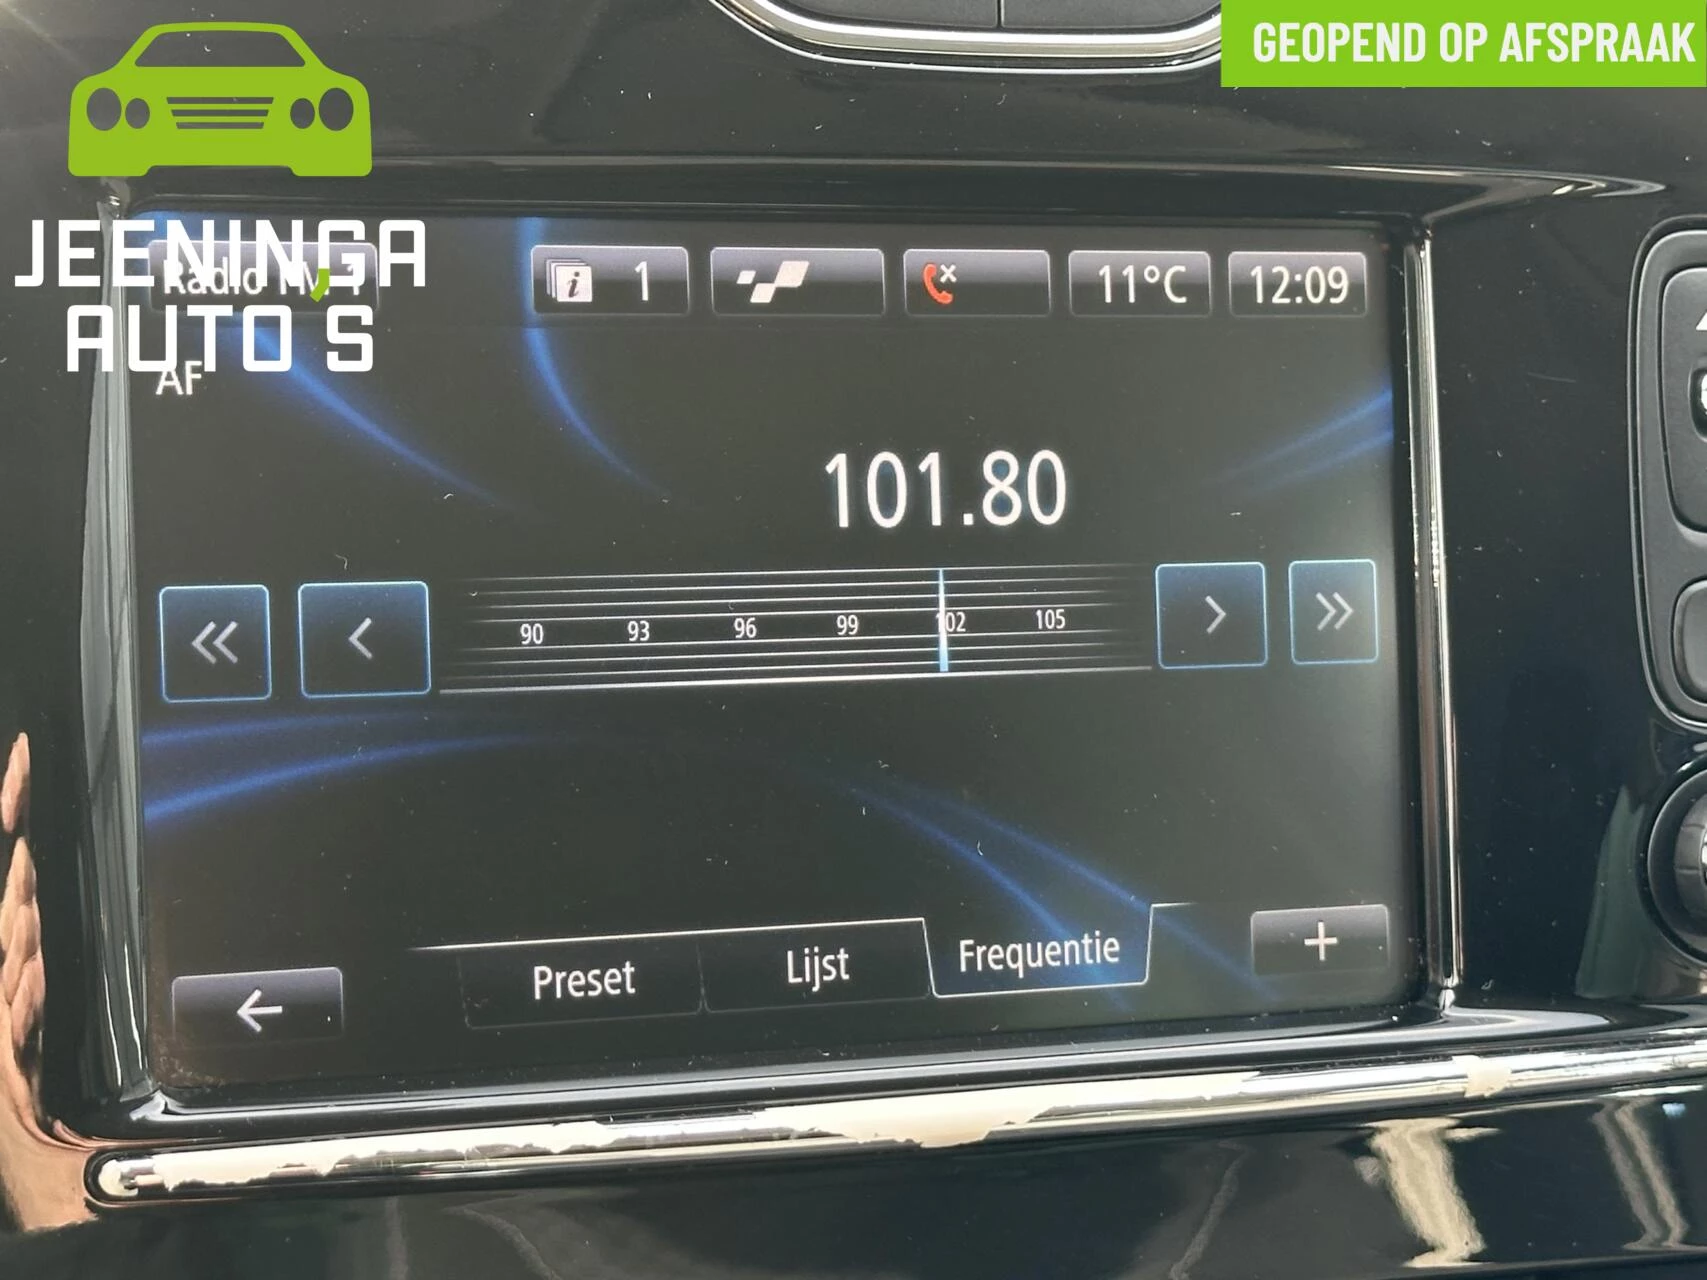 GEOPEND OP AFSPRAAK
JEENINGA
AUTO'S
Radio
1
11°C
12:09
AF
101.80
90 93 96 99 102 105
Preset
Lijst
Frequentie